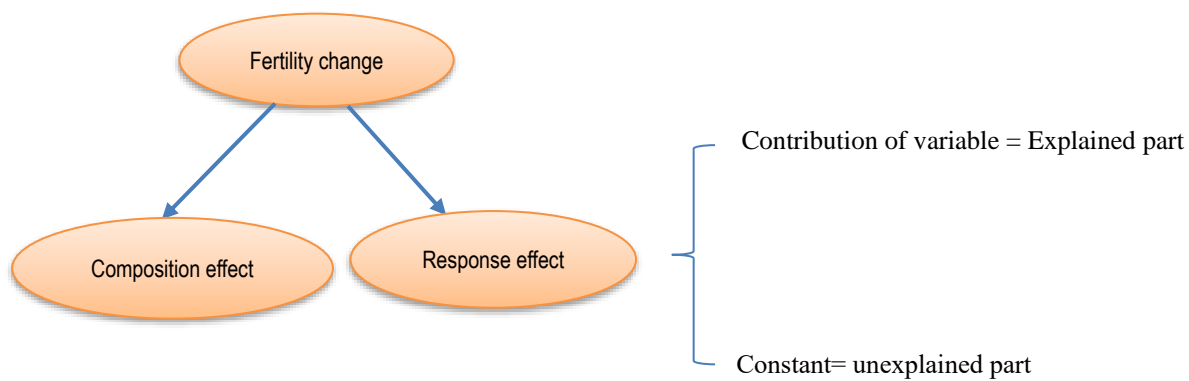 Fertility change
Contribution of variable = Explained part
Composition effect
Response effect
Constant= unexplained part